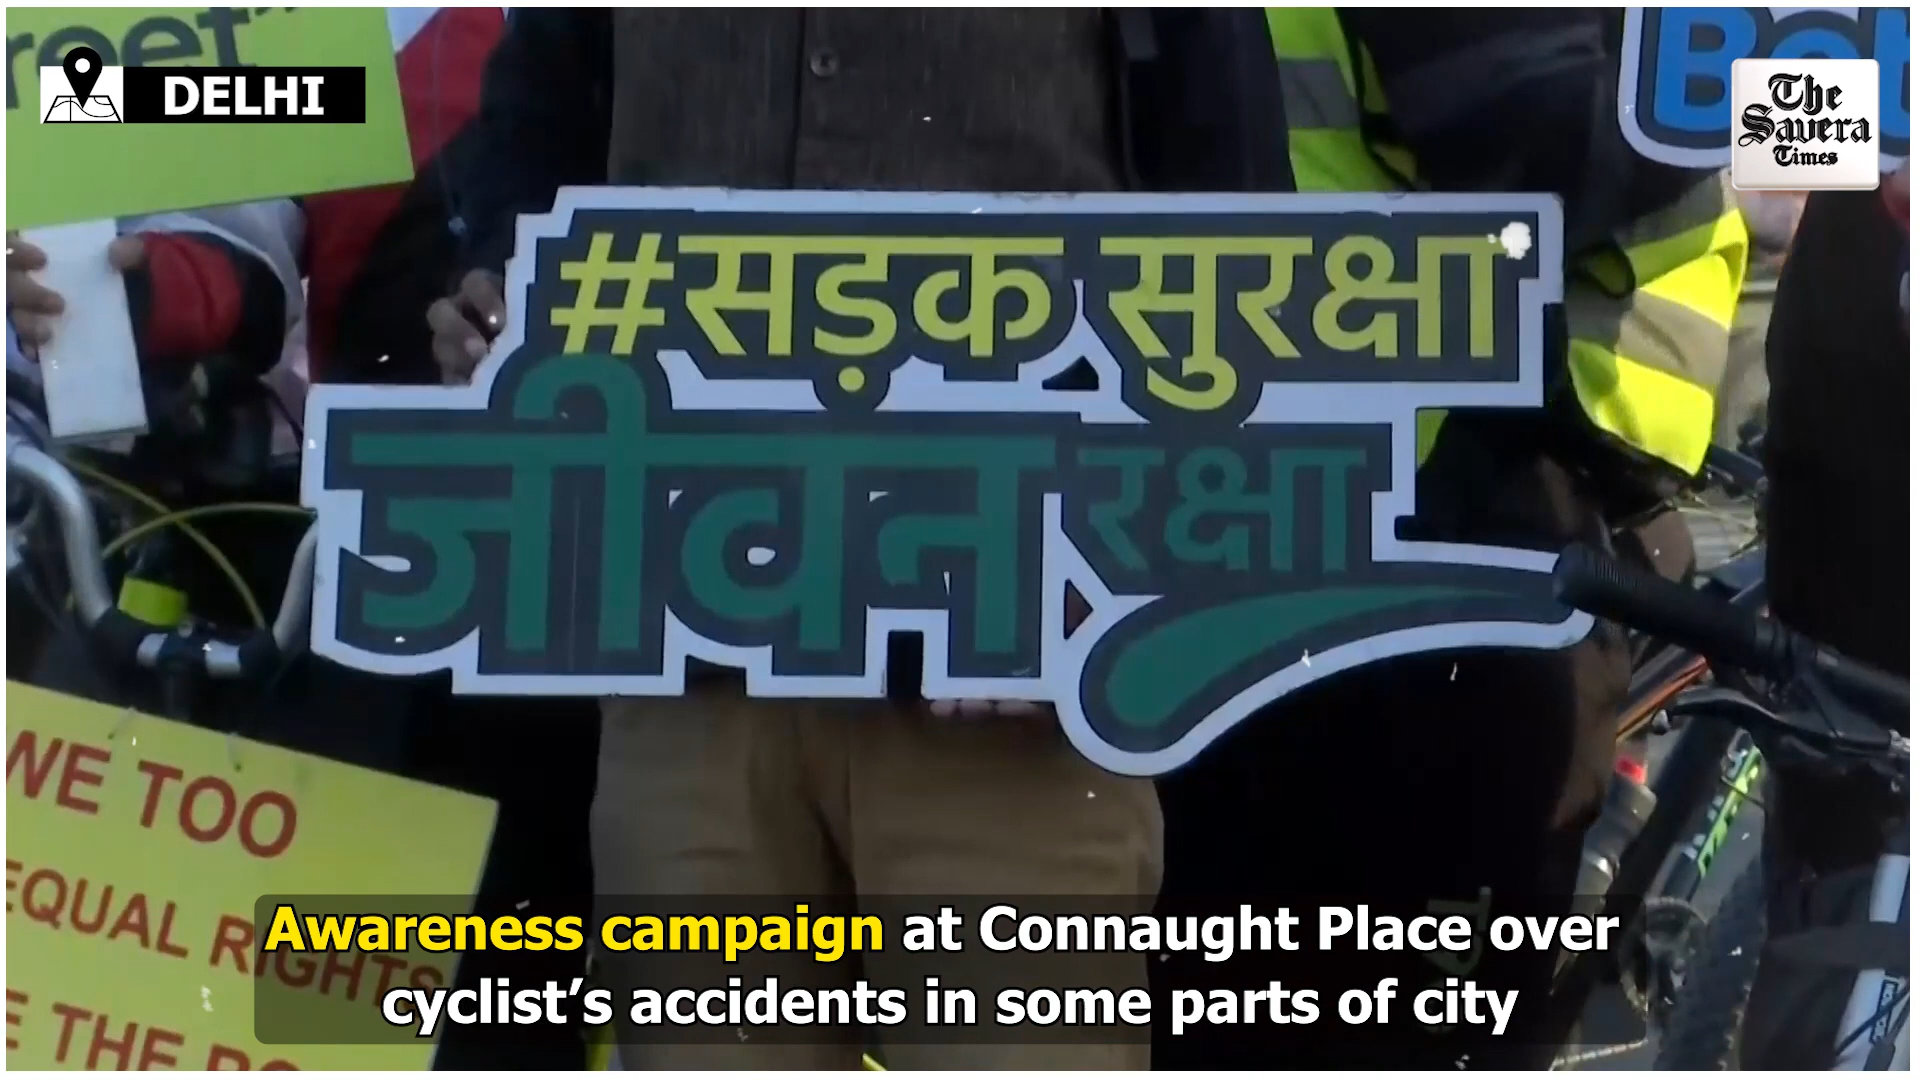 DELHI
The
Savera
Times
#सड़क सुरक्षा
जीवन रक्षा
WE TOO
EQUAL RIGHTS
THE
Awareness campaign at Connaught Place over
cyclist’s accidents in some parts of city